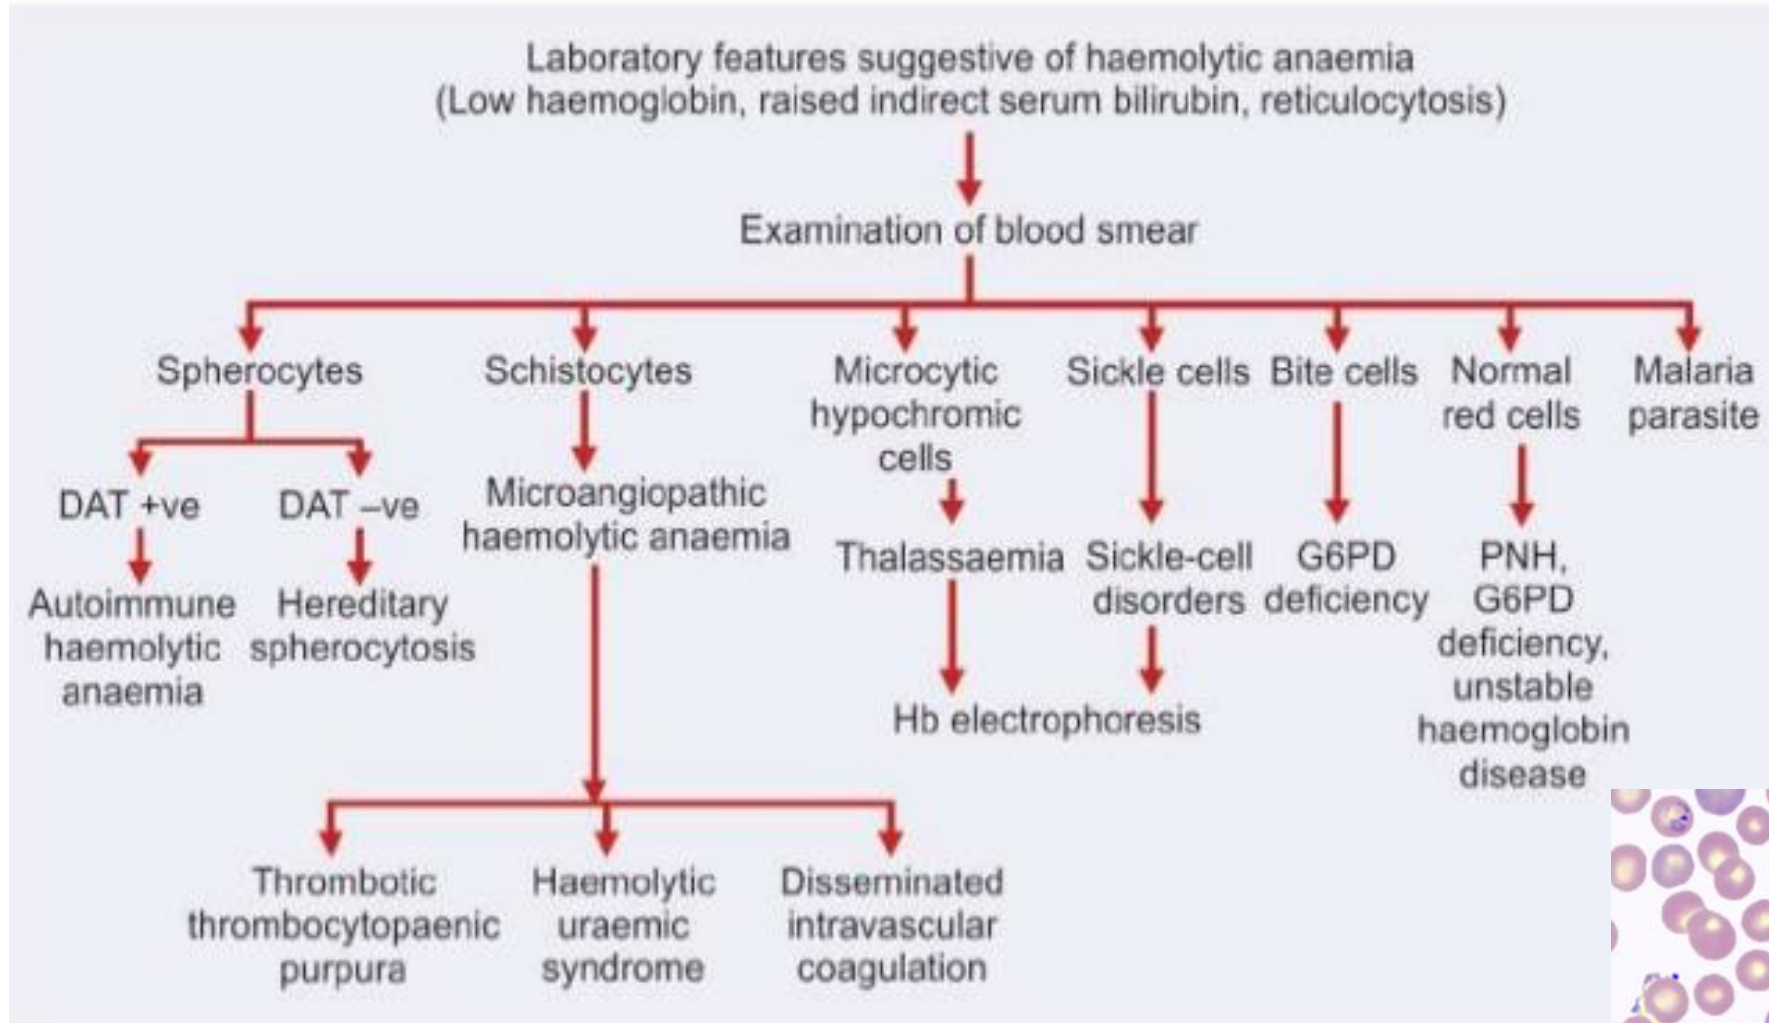 Laboratory features suggestive of haemolytic anaemia
(Low haemoglobin, raised indirect serum bilirubin, reticulocytosis)
Examination of blood smear
Spherocytes
Schistocytes
Microcytic
hypochromic
cells
Sickle cells
Bite cells
Normal
red cells
Malaria
parasite
DAT +ve
DAT –ve
Microangiopathic
haemolytic anaemia
Autoimmune
haemolytic
anaemia
Hereditary
spherocytosis
Thalassaemia
Sickle-cell
disorders
G6PD
deficiency
PNH,
G6PD
deficiency,
unstable
haemoglobin
disease
Hb electrophoresis
Thrombotic
thrombocytopaenic
purpura
Haemolytic
uraemic
syndrome
Disseminated
intravascular
coagulation